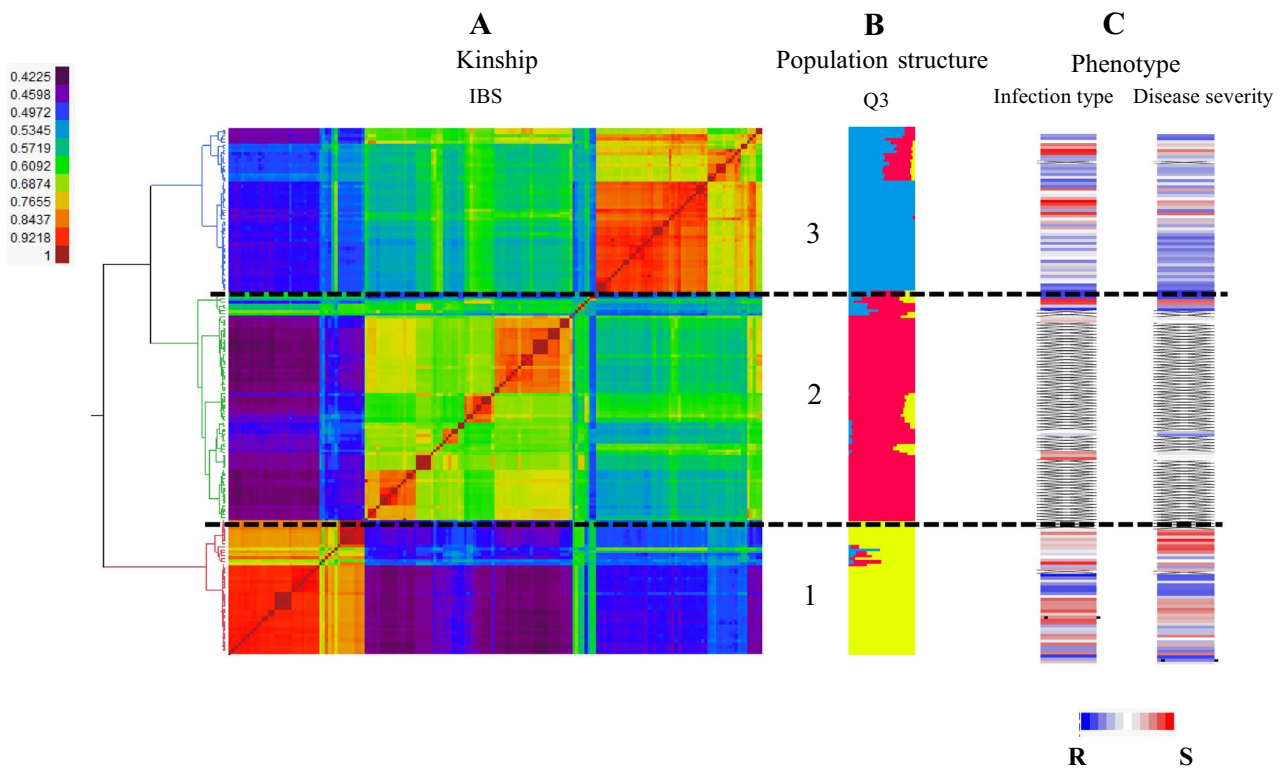 A
B
C
Kinship
Population structure
Phenotype
IBS
Q3
Infection type
Disease severity
0.4225
0.4598
0.4972
0.5345
0.5719
0.6092
0.6874
0.7655
0.8437
0.9218
1
3
2
1
R
S